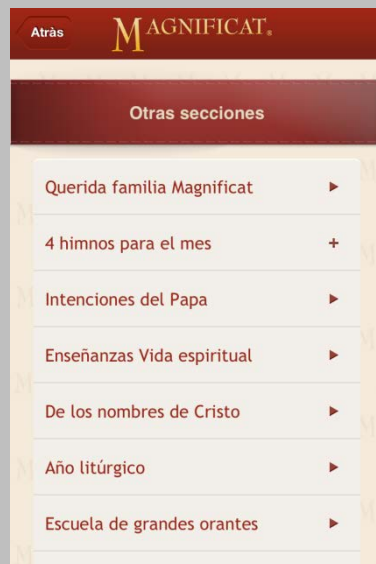 Atràs
MAGNIFICAT®
Otras secciones
Querida familia Magnificat
4 himnos para el mes
Intenciones del Papa
Enseñanzas Vida espiritual
De los nombres de Cristo
Año litúrgico
Escuela de grandes orantes